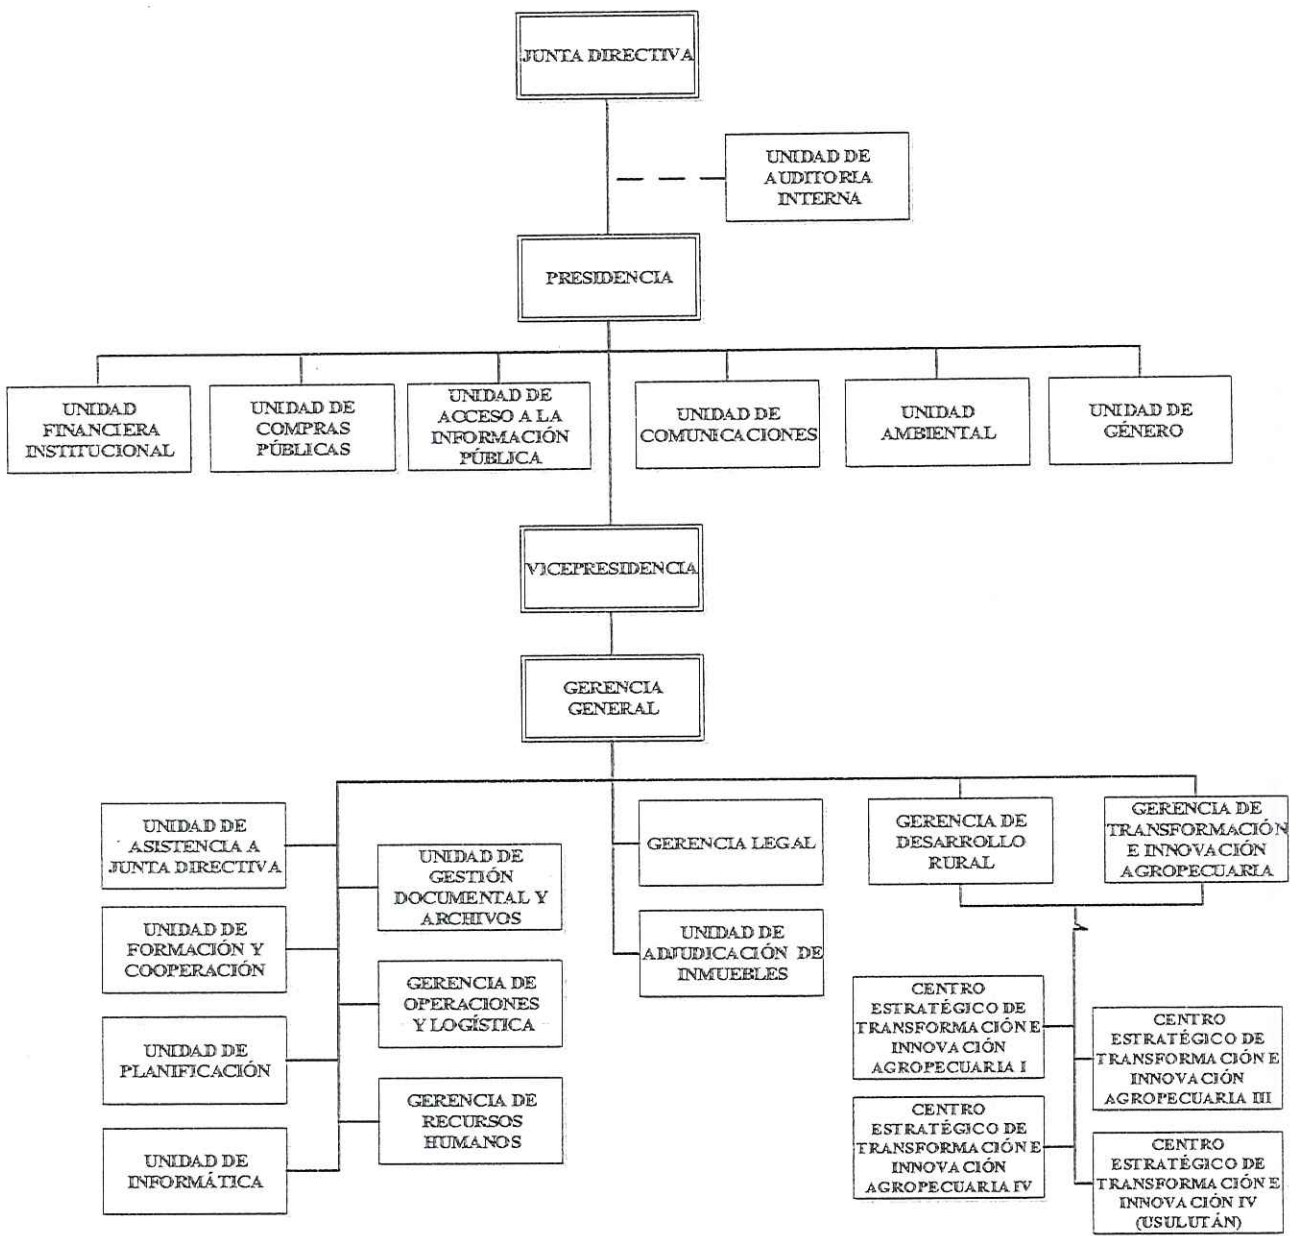 JUNTA DIRECTIVA
UNIDAD DE
AUDITORIA
INTERNA
PRESIDENCIA
UNIDAD
FINANCIERA
INSTITUCIONAL
UNIDAD DE
COMPRAS
PÚBLICAS
UNIDAD DE
ACCESO A LA
INFORMACIÓN
PÚBLICA
UNIDAD DE
COMUNICACIONES
UNIDAD
AMBIENTAL
UNIDAD DE
GÉNERO
VICEPRESIDENCIA
GERENCIA
GENERAL
UNIDAD DE
ASISTENCIA A
JUNTA DIRECTIVA
UNIDAD DE
GESTIÓN
DOCUMENTAL Y
ARCHIVOS
UNIDAD DE
FORMACIÓN Y
COOPERACIÓN
GERENCIA DE
OPERACIONES
Y LOGÍSTICA
UNIDAD DE
PLANIFICACIÓN
GERENCIA DE
RECURSOS
HUMANOS
UNIDAD DE
INFORMÁTICA
GERENCIA LEGAL
UNIDAD DE
ADJUDICACIÓN DE
INMUEBLES
GERENCIA DE
DESARROLLO
RURAL
GERENCIA DE
TRANSFORMACIÓN
E INNOVACIÓN
AGROPECUARIA
CENTRO
ESTRATÉGICO DE
TRANSFORMACIÓN E
INNOVACIÓN
AGROPECUARIA I
CENTRO
ESTRATÉGICO DE
TRANSFORMACIÓN E
INNOVACIÓN
AGROPECUARIA III
CENTRO
ESTRATÉGICO DE
TRANSFORMACIÓN E
INNOVACIÓN
AGROPECUARIA IV
CENTRO
ESTRATÉGICO DE
TRANSFORMACIÓN E
INNOVACIÓN IV
(USULUTÁN)